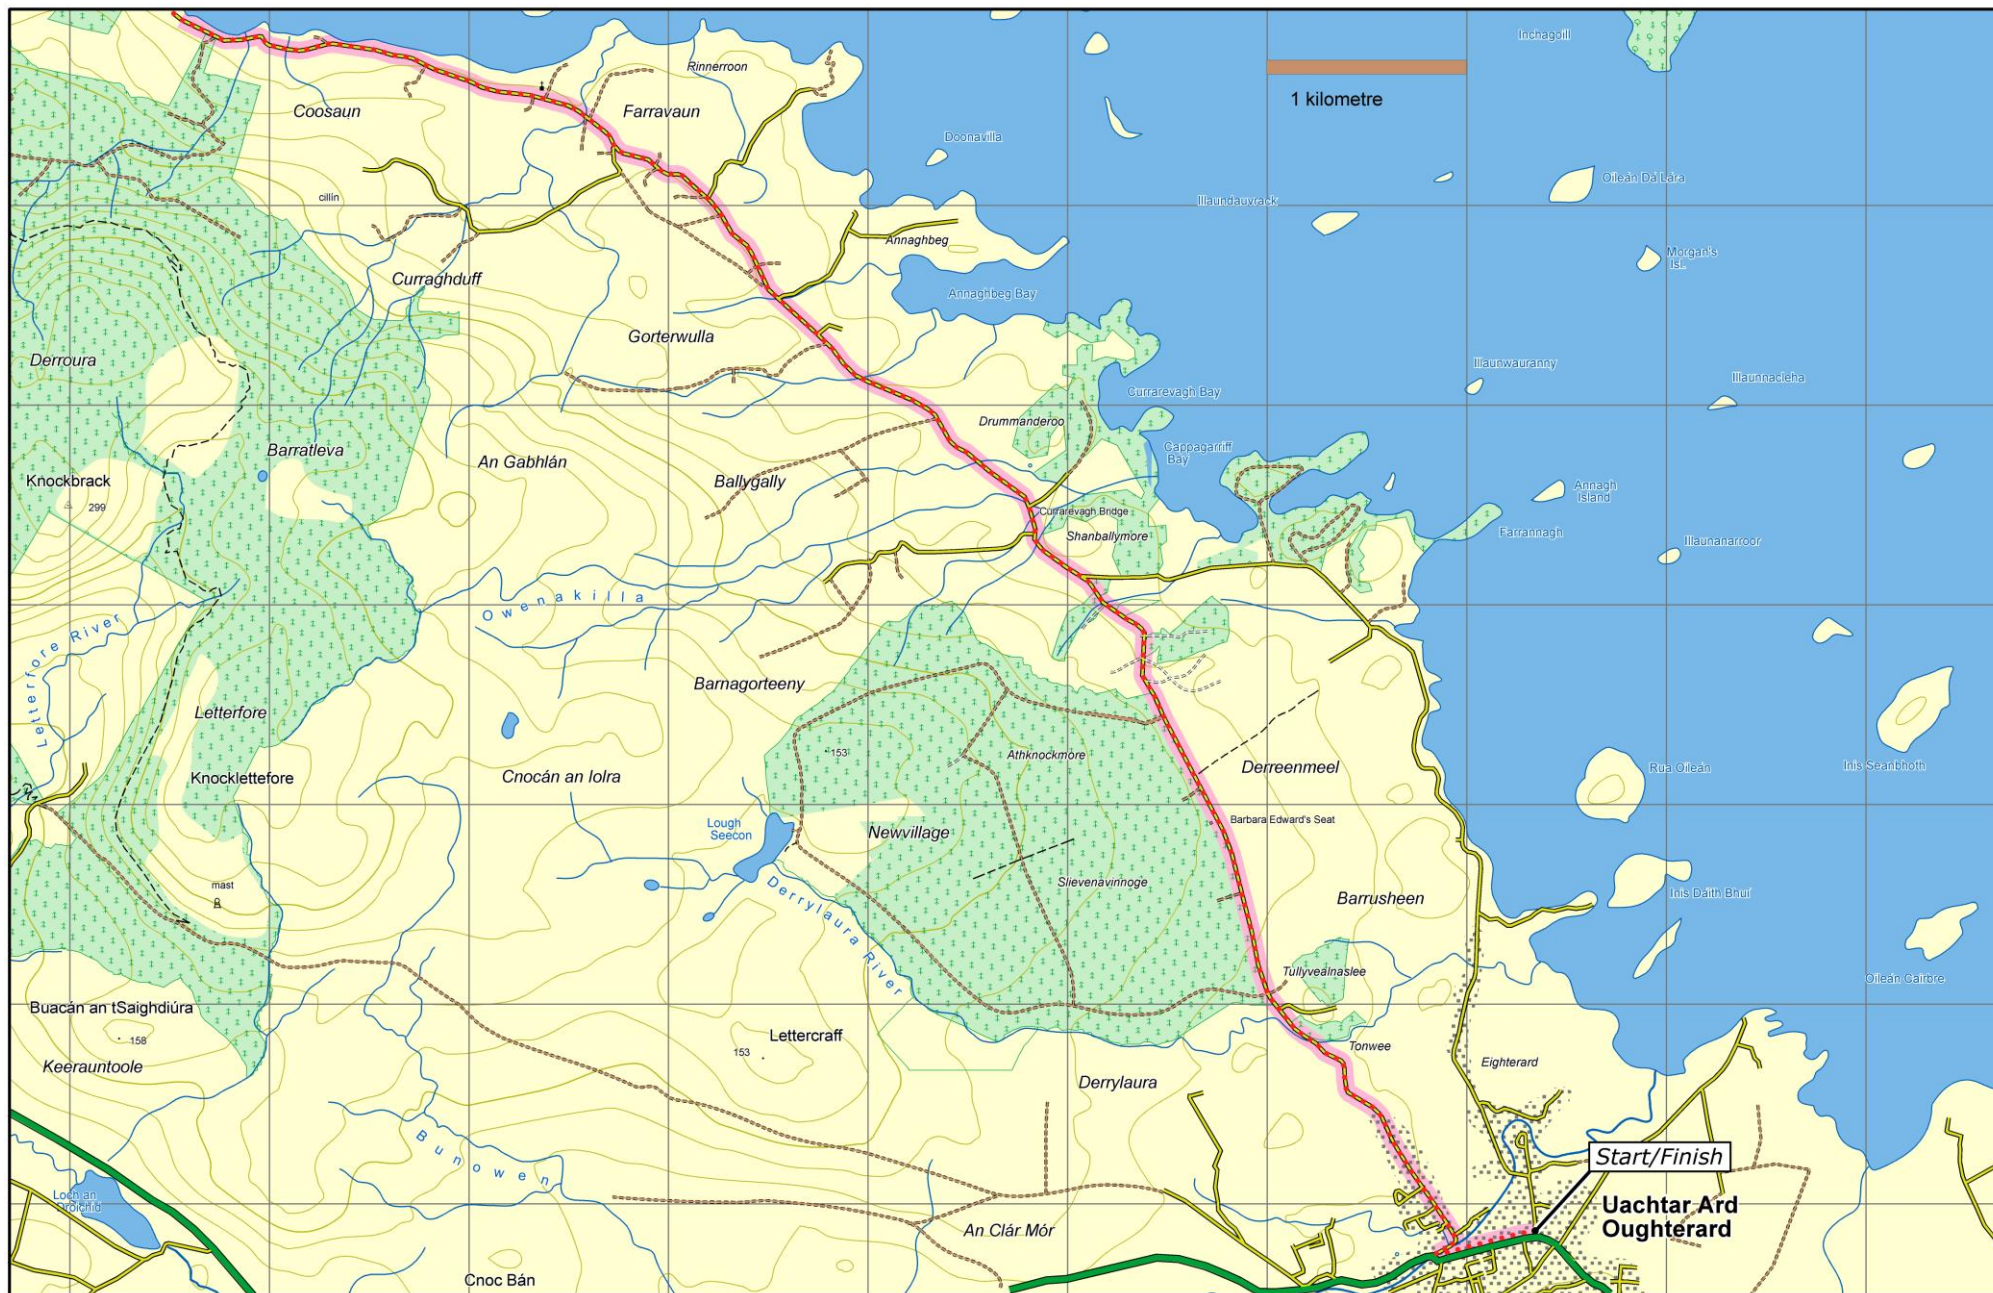 Inchagoill
Rinnerroon
1 kilometre
Coosaun
Farravaun
Doonavilla
Oileán Dá Lára
cillín
Illaundauvrack
Annaghbeg
Morgan's
Isl.
Curraghduff
Annaghbeg Bay
Gorterwulla
Derroura
Illaunwauranny
Illaunnacleha
Currarevagh Bay
Drummanderoo
Cappagarriff
Bay
Barratleva
An Gabhlán
Knockbrack
299
Ballygally
Annagh
Island
Currarevagh Bridge
Shanballymore
Farrannagh
Illaunanarroor
Owenakilla
Letterfore River
Barnagorteeny
Letterfore
153
Athknockmore
Knocklettefore
Cnocán an Iolra
Derreenmeel
Rua Oileán
Inis Seanbhoth
Lough
Seecon
Newvillage
Barbara Edward's Seat
mast
Slievenavinnoge
Derrylaura River
Barrusheen
Inis Daith Bhuí
Tullyvealnaslee
Oileán Cairbre
Buacán an tSaighdiúra
158
Lettercraff
153
Tonwee
Keerauntoole
Derrylaura
Eighterard
Bunowen
Start/Finish
Loch an
Droichid
Uachtar Ard
Oughterard
An Clár Mór
Cnoc Bán